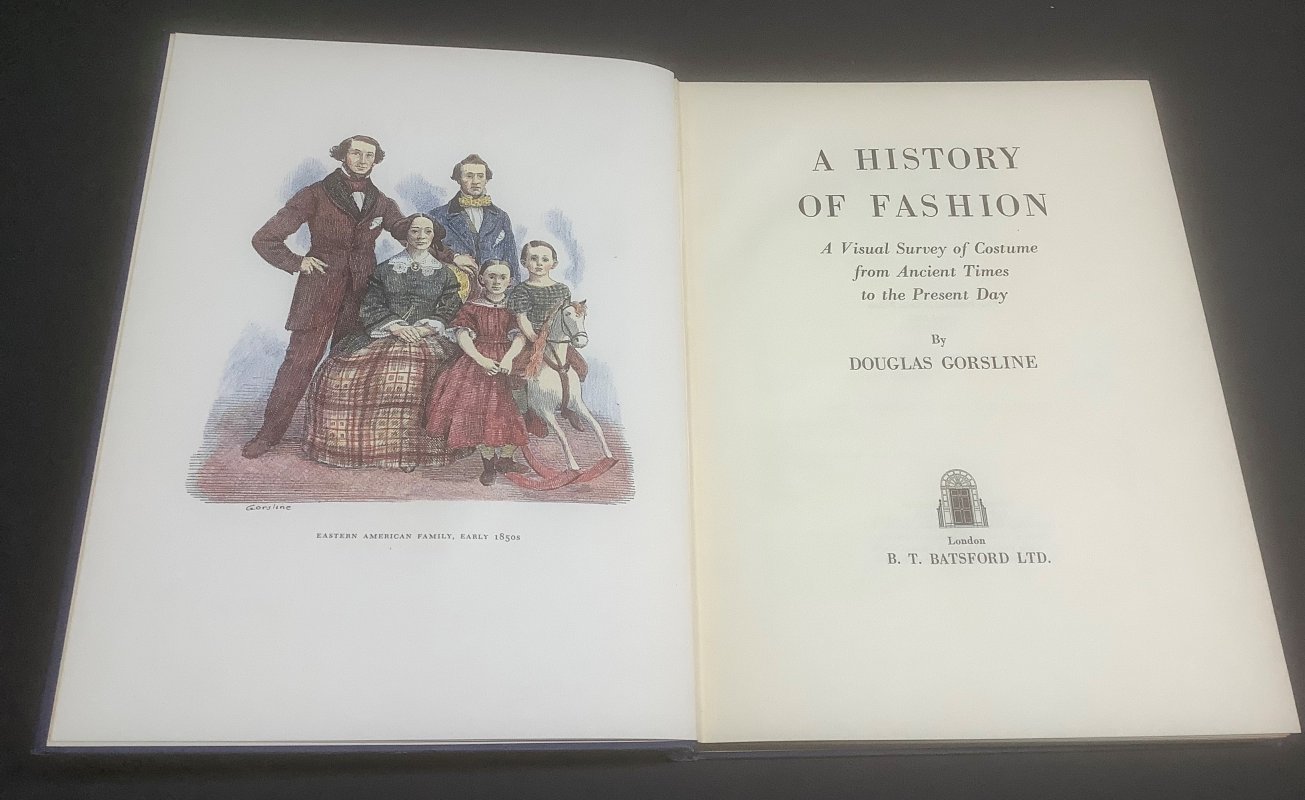 Gorsline
EASTERN AMERICAN FAMILY, EARLY 1850s
A HISTORY
OF FASHION
A Visual Survey of Costume
from Ancient Times
to the Present Day
By
DOUGLAS GORSLINE
London
B. T. BATSFORD LTD.